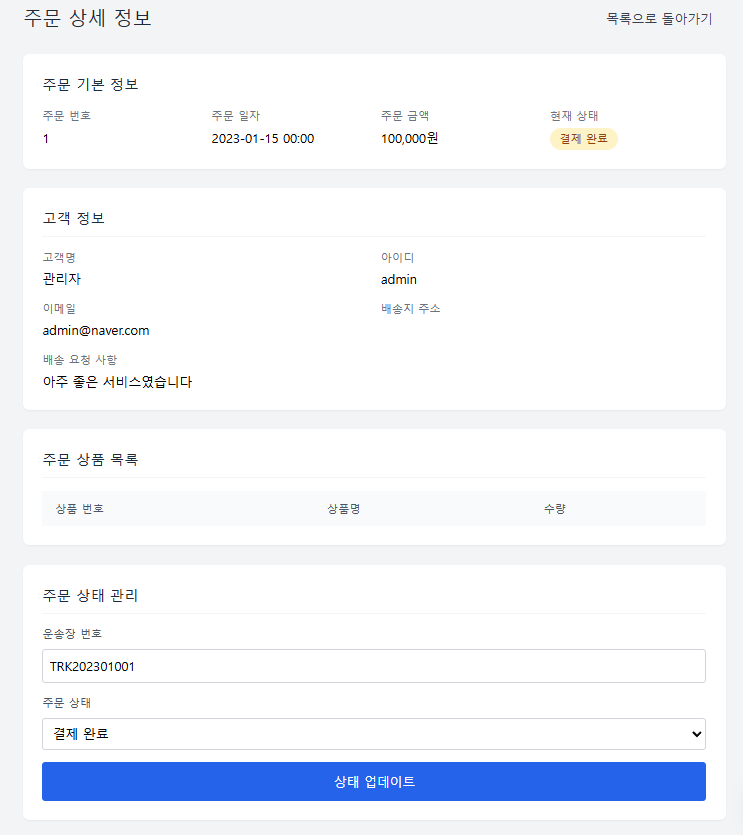 주문 상세 정보 목록으로 돌아가기
주문 기본 정보
주문 번호 주문 일자 주문 금액 현재 상태
1 2023-01-15 00:00 100,000원 결제 완료
고객 정보
고객명 아이디
관리자 admin
이메일 배송지 주소
admin@naver.com
배송 요청 사항
아주 좋은 서비스였습니다
주문 상품 목록
상품 번호 상품명 수량
주문 상태 관리
운송장 번호
TRK202301001
주문 상태
결제 완료
상태 업데이트